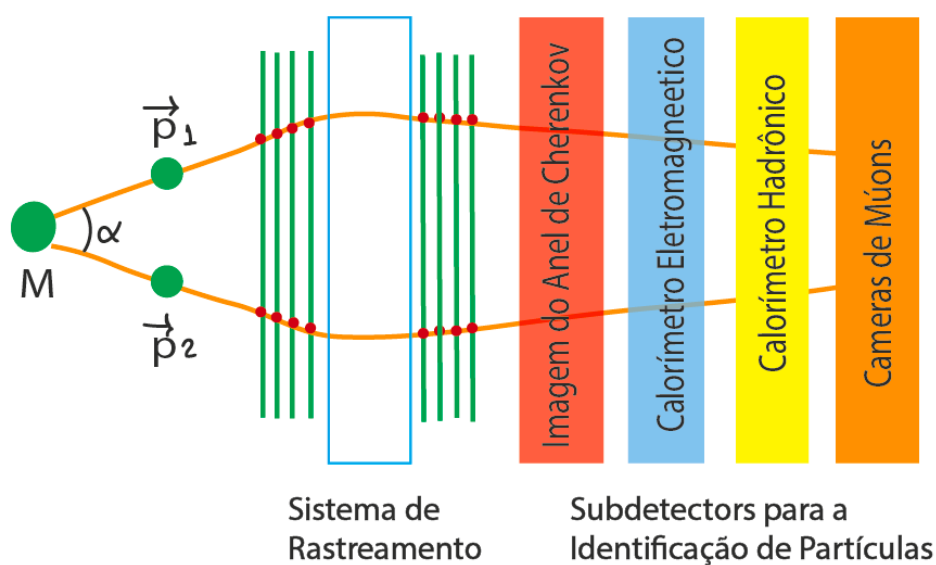 p1
M
α
p2
Imagem do Anel de Cherenkov
Calorímetro Eletromagneetico
Calorímetro Hadrônico
Cameras de Múons
Sistema de
Rastreamento
Subdetectors para a
Identificação de Partículas